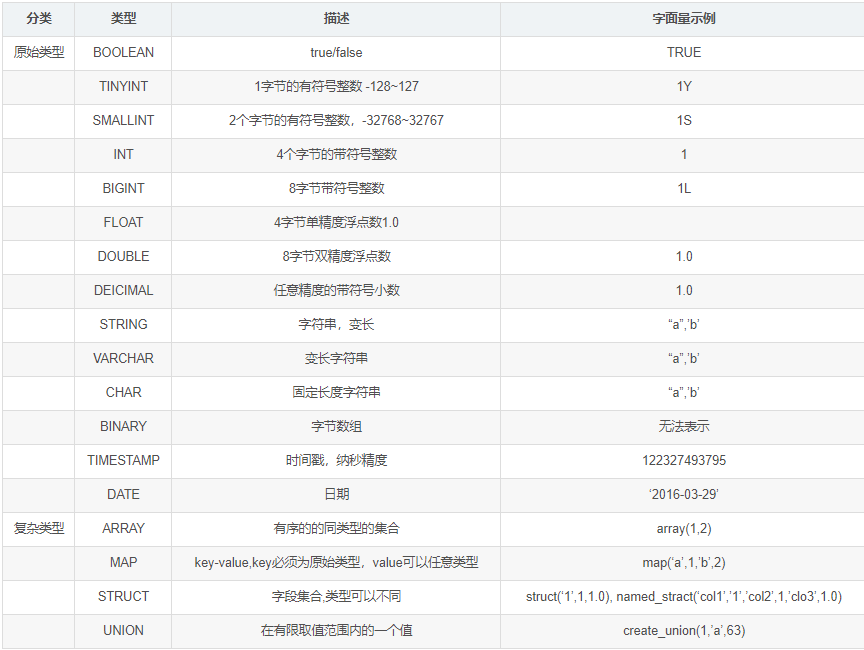 分类 类型 描述 字面量示例
原始类型 BOOLEAN true/false TRUE
TINYINT 1字节的有符号整数 -128~127 1Y
SMALLINT 2个字节的有符号整数，-32768~32767 1S
INT 4个字节的带符号整数 1
BIGINT 8字节带符号整数 1L
FLOAT 4字节单精度浮点数1.0
DOUBLE 8字节双精度浮点数 1.0
DEICIMAL 任意精度的带符号小数 1.0
STRING 字符串，变长 “a”,’b’
VARCHAR 变长字符串 “a”,’b’
CHAR 固定长度字符串 “a”,’b’
BINARY 字节数组 无法表示
TIMESTAMP 时间戳，纳秒精度 122327493795
DATE 日期 ‘2016-03-29’
复杂类型 ARRAY 有序的的同类型的集合 array(1,2)
MAP key-value,key必须为原始类型，value可以任意类型 map(‘a’,1,’b’,2)
STRUCT 字段集合,类型可以不同 struct(‘1’,1,1.0), named_stract(‘col1’,’1’,’col2’,1,’clo3’,1.0)
UNION 在有限取值范围内的一个值 create_union(1,’a’,63)